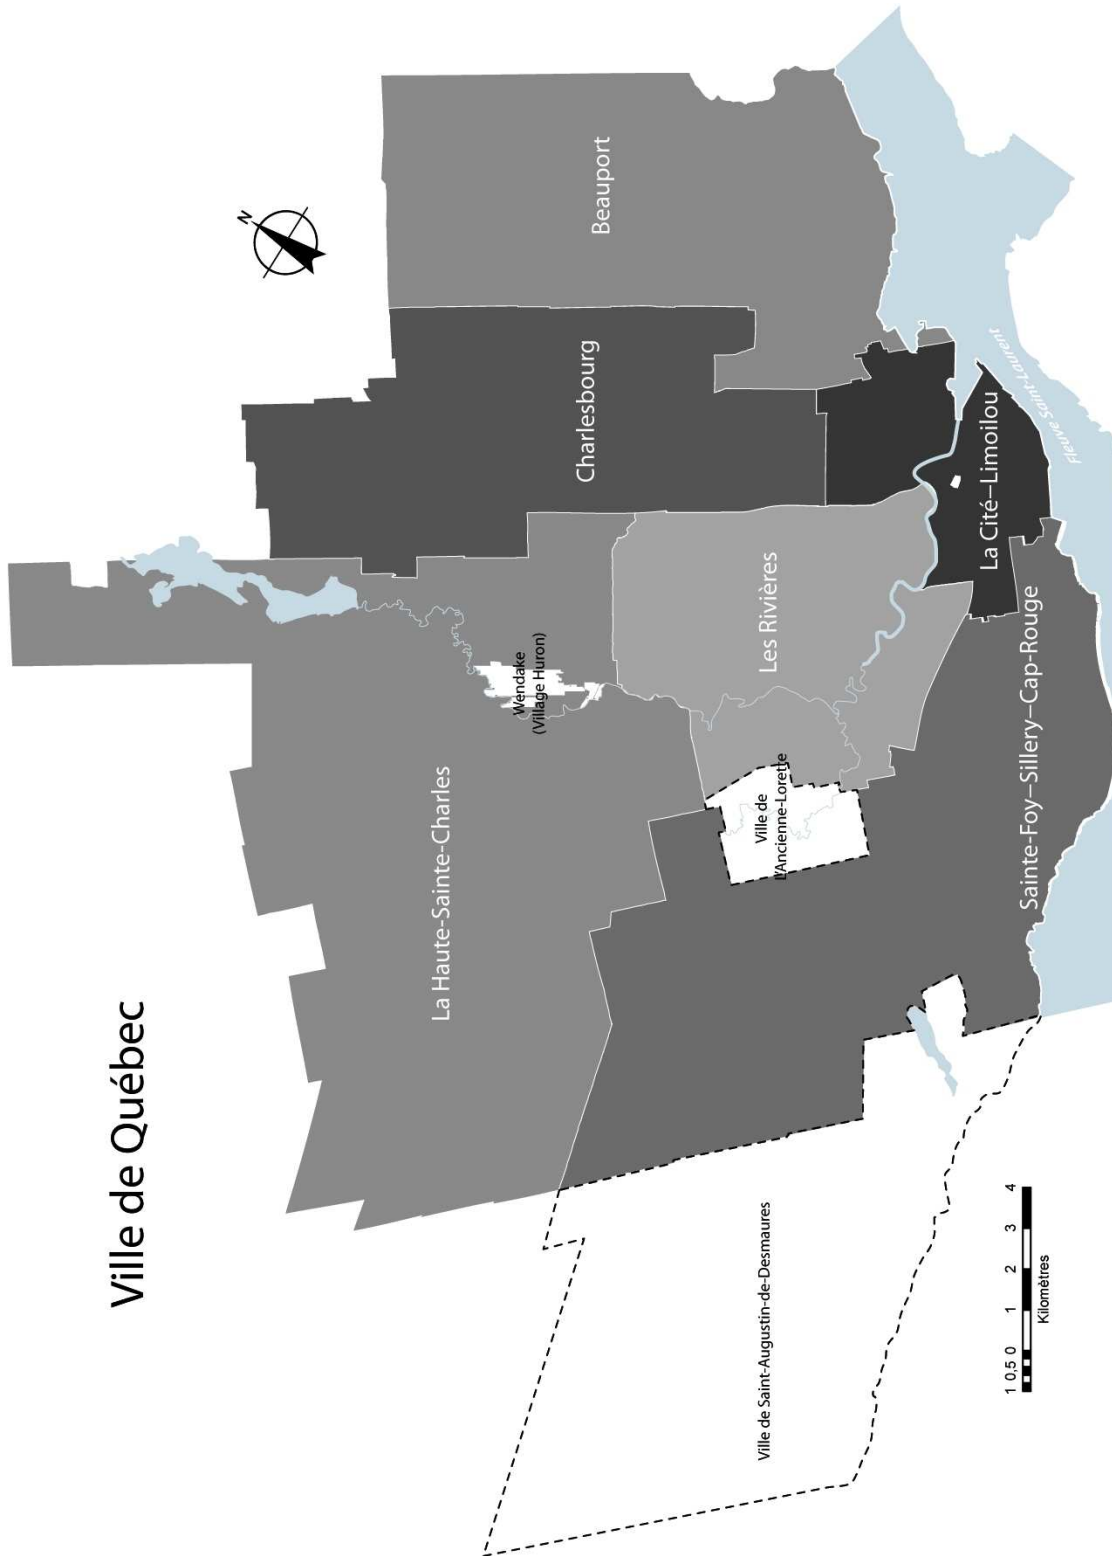 Ville de Québec
N
La Haute-Sainte-Charles
Wendake
(Village Huron)
Charlesbourg
Beauport
Les Rivières
Ville de
L'Ancienne-Lorette
La Cité–Limoilou
Fleuve Saint-Laurent
Sainte-Foy–Sillery–Cap-Rouge
Ville de Saint-Augustin-de-Desmaures
1 0,5 0 1 2 3 4
Kilomètres